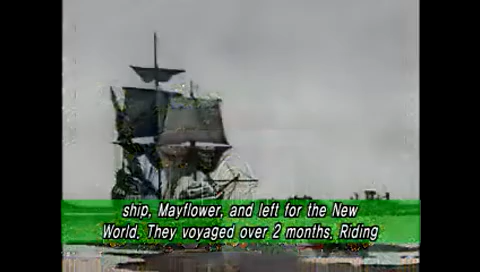 ship, Mayflower, and left for the New
World. They voyaged over 2 months, Riding